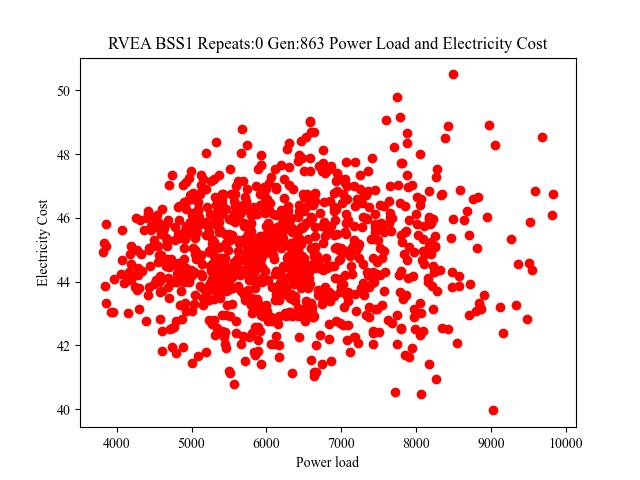 RVEA BSS1 Repeats:0 Gen:863 Power Load and Electricity Cost
50
48
46
44
42
40
Electricity Cost
4000 5000 6000 7000 8000 9000 10000
Power load